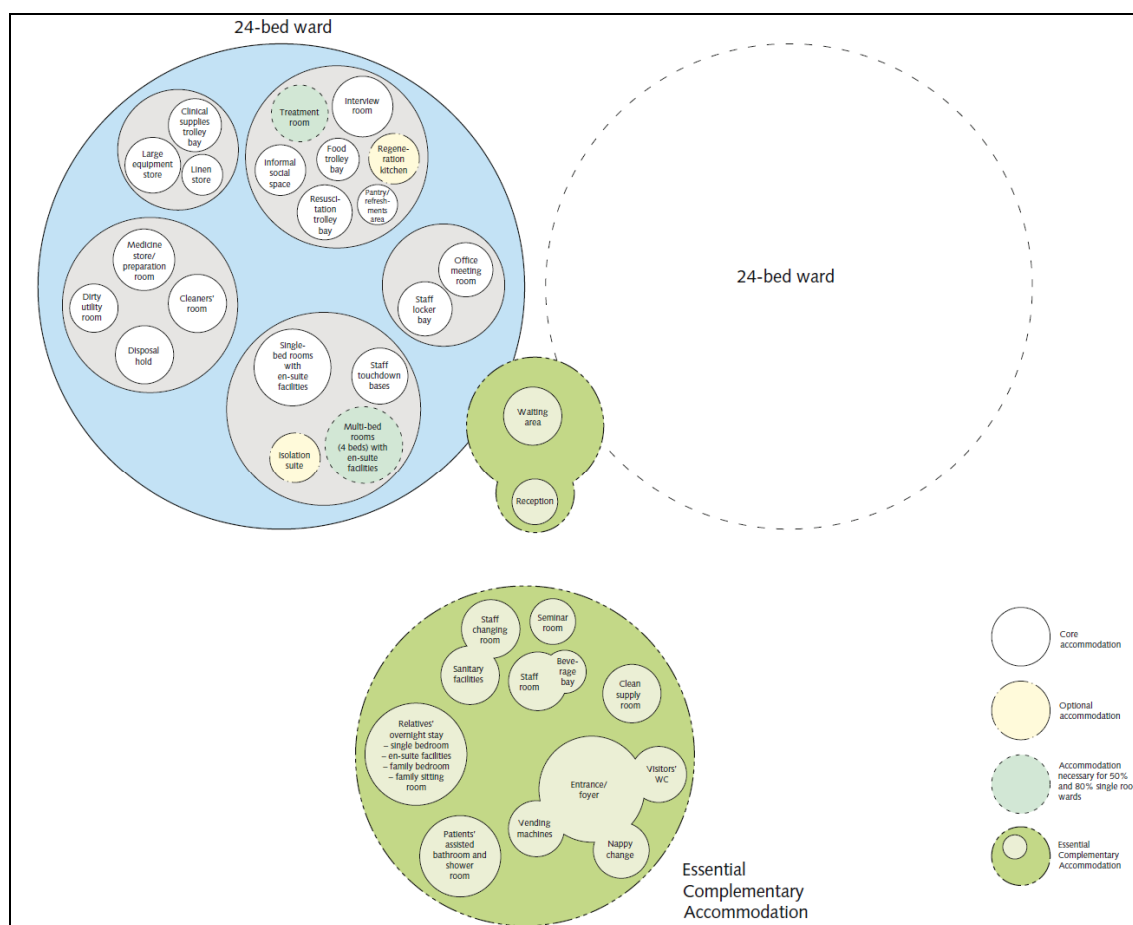 24-bed ward
Clinical
supplies
trolley
bay
Large
equipment
store
Linen
store
Treatment
room
Interview
room
Informal
social
space
Food
trolley
bay
Regene-
ration
kitchen
Resusci-
tation
trolley
bay
Pantry/
refresh-
ments
area
Medicine
store/
preparation
room
Dirty
utility
room
Cleaners'
room
Disposal
hold
Office
meeting
room
Staff
locker
bay
Single-
bed rooms
with
en-suite
facilities
Staff
touchdown
bases
Isolation
suite
Multi-bed
rooms
(4 beds) with
en-suite
facilities
24-bed ward
Waiting
area
Reception
Staff
changing
room
Seminar
room
Sanitary
facilities
Staff
room
Beve-
rage
bay
Clean
supply
room
Relatives'
overnight stay
– single bedroom
– en-suite facilities
– family bedroom
– family sitting
room
Entrance/
foyer
Visitors'
WC
Vending
machines
Nappy
change
Patients'
assisted
bathroom and
shower
room
Essential
Complementary
Accommodation
Core
accommodation
Optional
accommodation
Accommodation
necessary for 50%
and 80% single roo
wards
Essential
Complementary
Accommodation